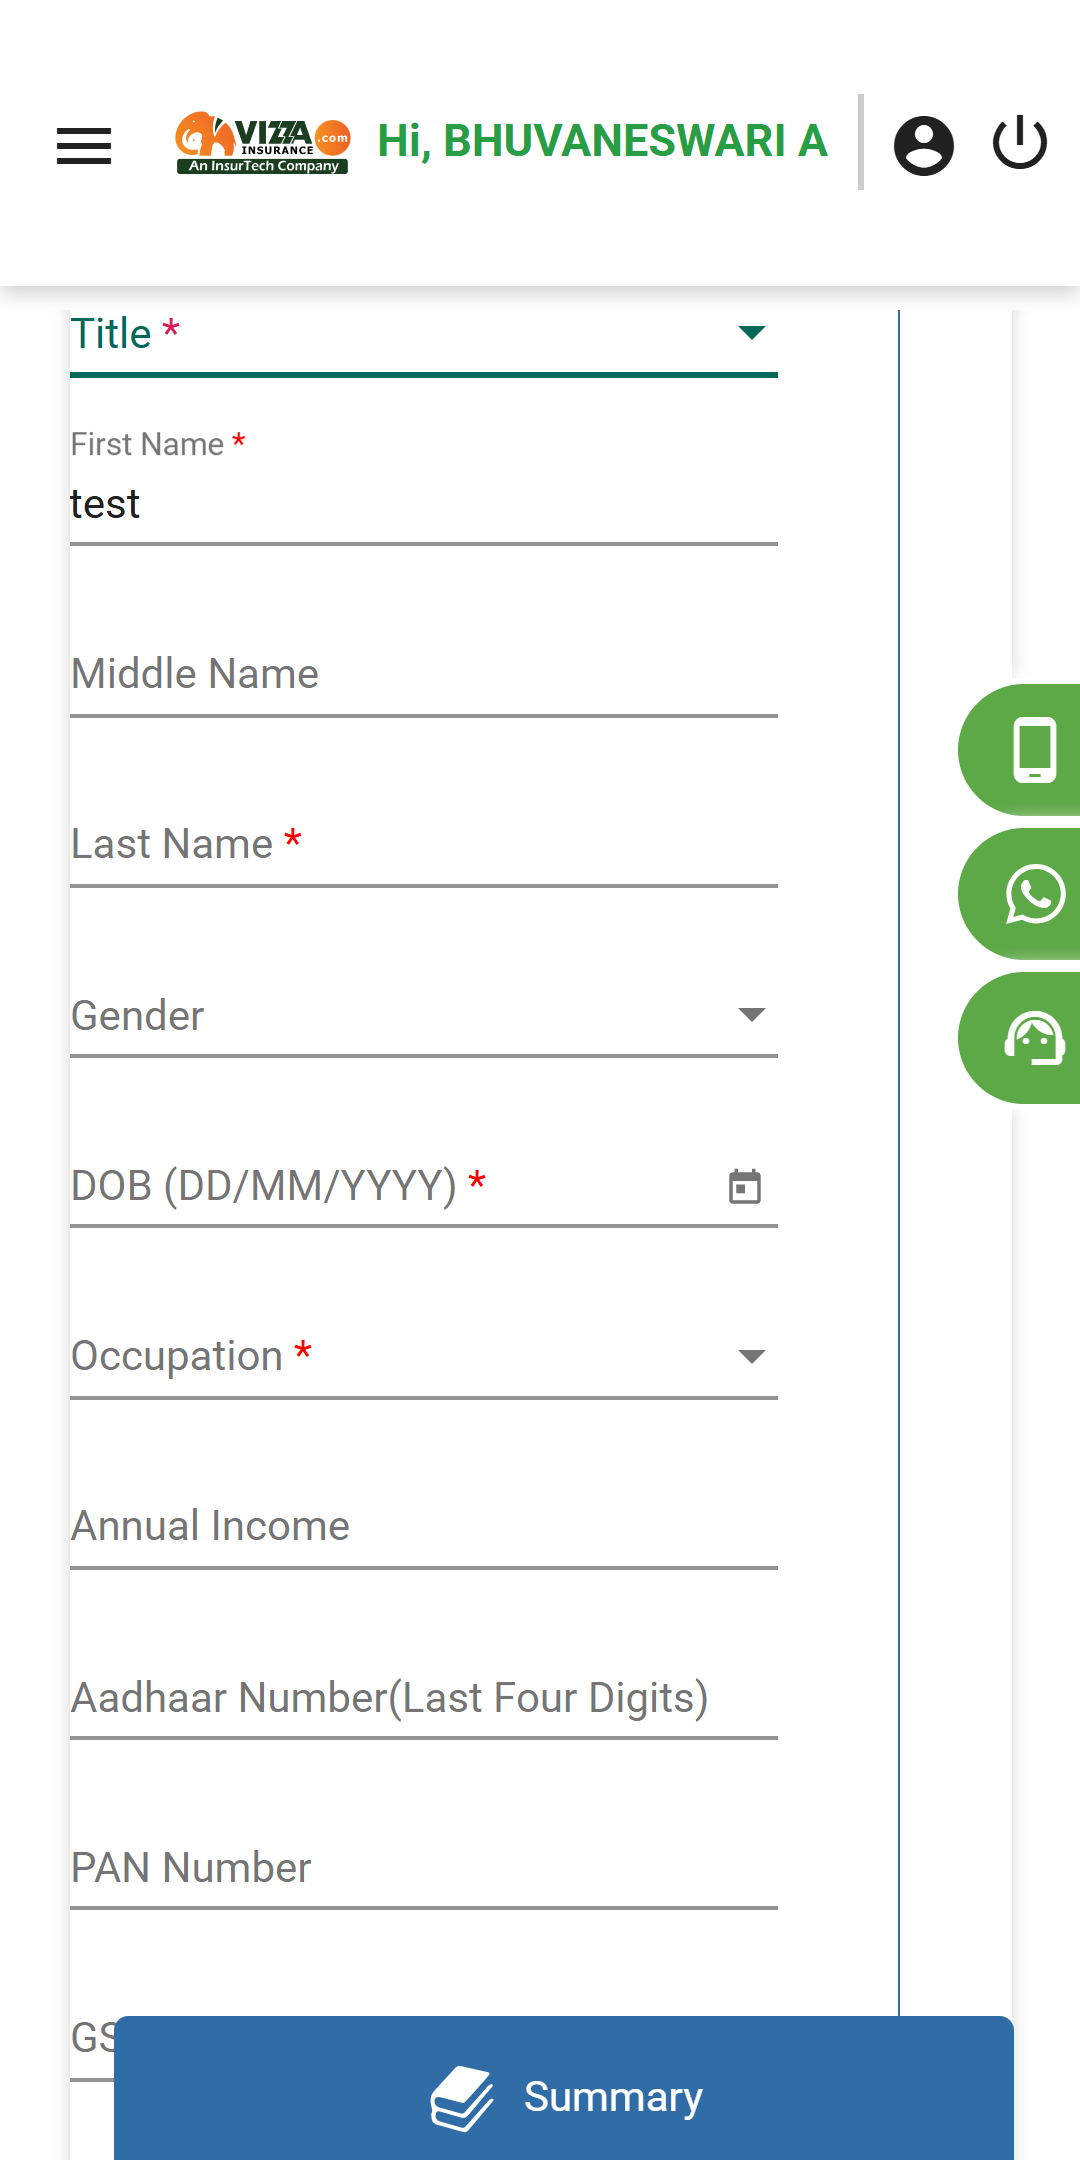 VIZZA
INSURANCE
.com
An InsurTech Company
Hi, BHUVANESWARI A
Title *
First Name *
test
Middle Name
Last Name *
Gender
DOB (DD/MM/YYYY) *
Occupation *
Annual Income
Aadhaar Number(Last Four Digits)
PAN Number
GS
Summary